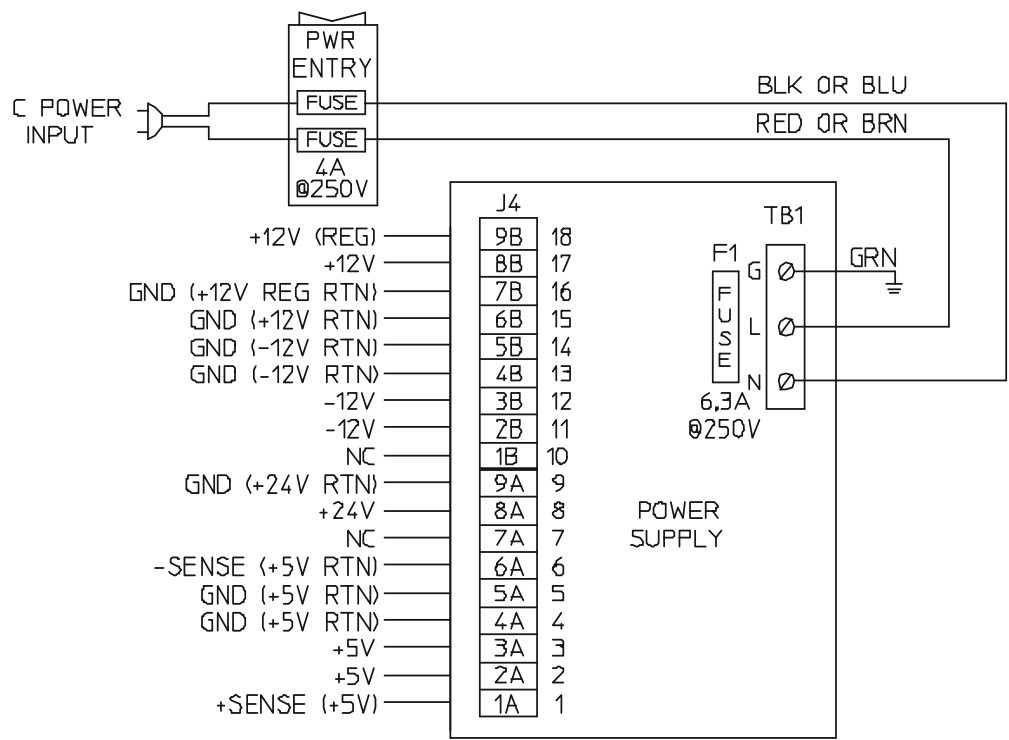 PWR
ENTRY
FUSE
FUSE
4A
@250V
C POWER
INPUT
BLK OR BLU
RED OR BRN
J4
+12V (REG) 9B 18
+12V 8B 17
GND (+12V REG RTN) 7B 16
GND (+12V RTN) 6B 15
GND (-12V RTN) 5B 14
GND (-12V RTN) 4B 13
-12V 3B 12
-12V 2B 11
NC 1B 10
GND (+24V RTN) 9A 9
+24V 8A 8
NC 7A 7
-SENSE (+5V RTN) 6A 6
GND (+5V RTN) 5A 5
GND (+5V RTN) 4A 4
+5V 3A 3
+5V 2A 2
+SENSE (+5V) 1A 1
TB1
F1
FUSE
G
L
N
GRN
6,3A
@250V
POWER
SUPPLY